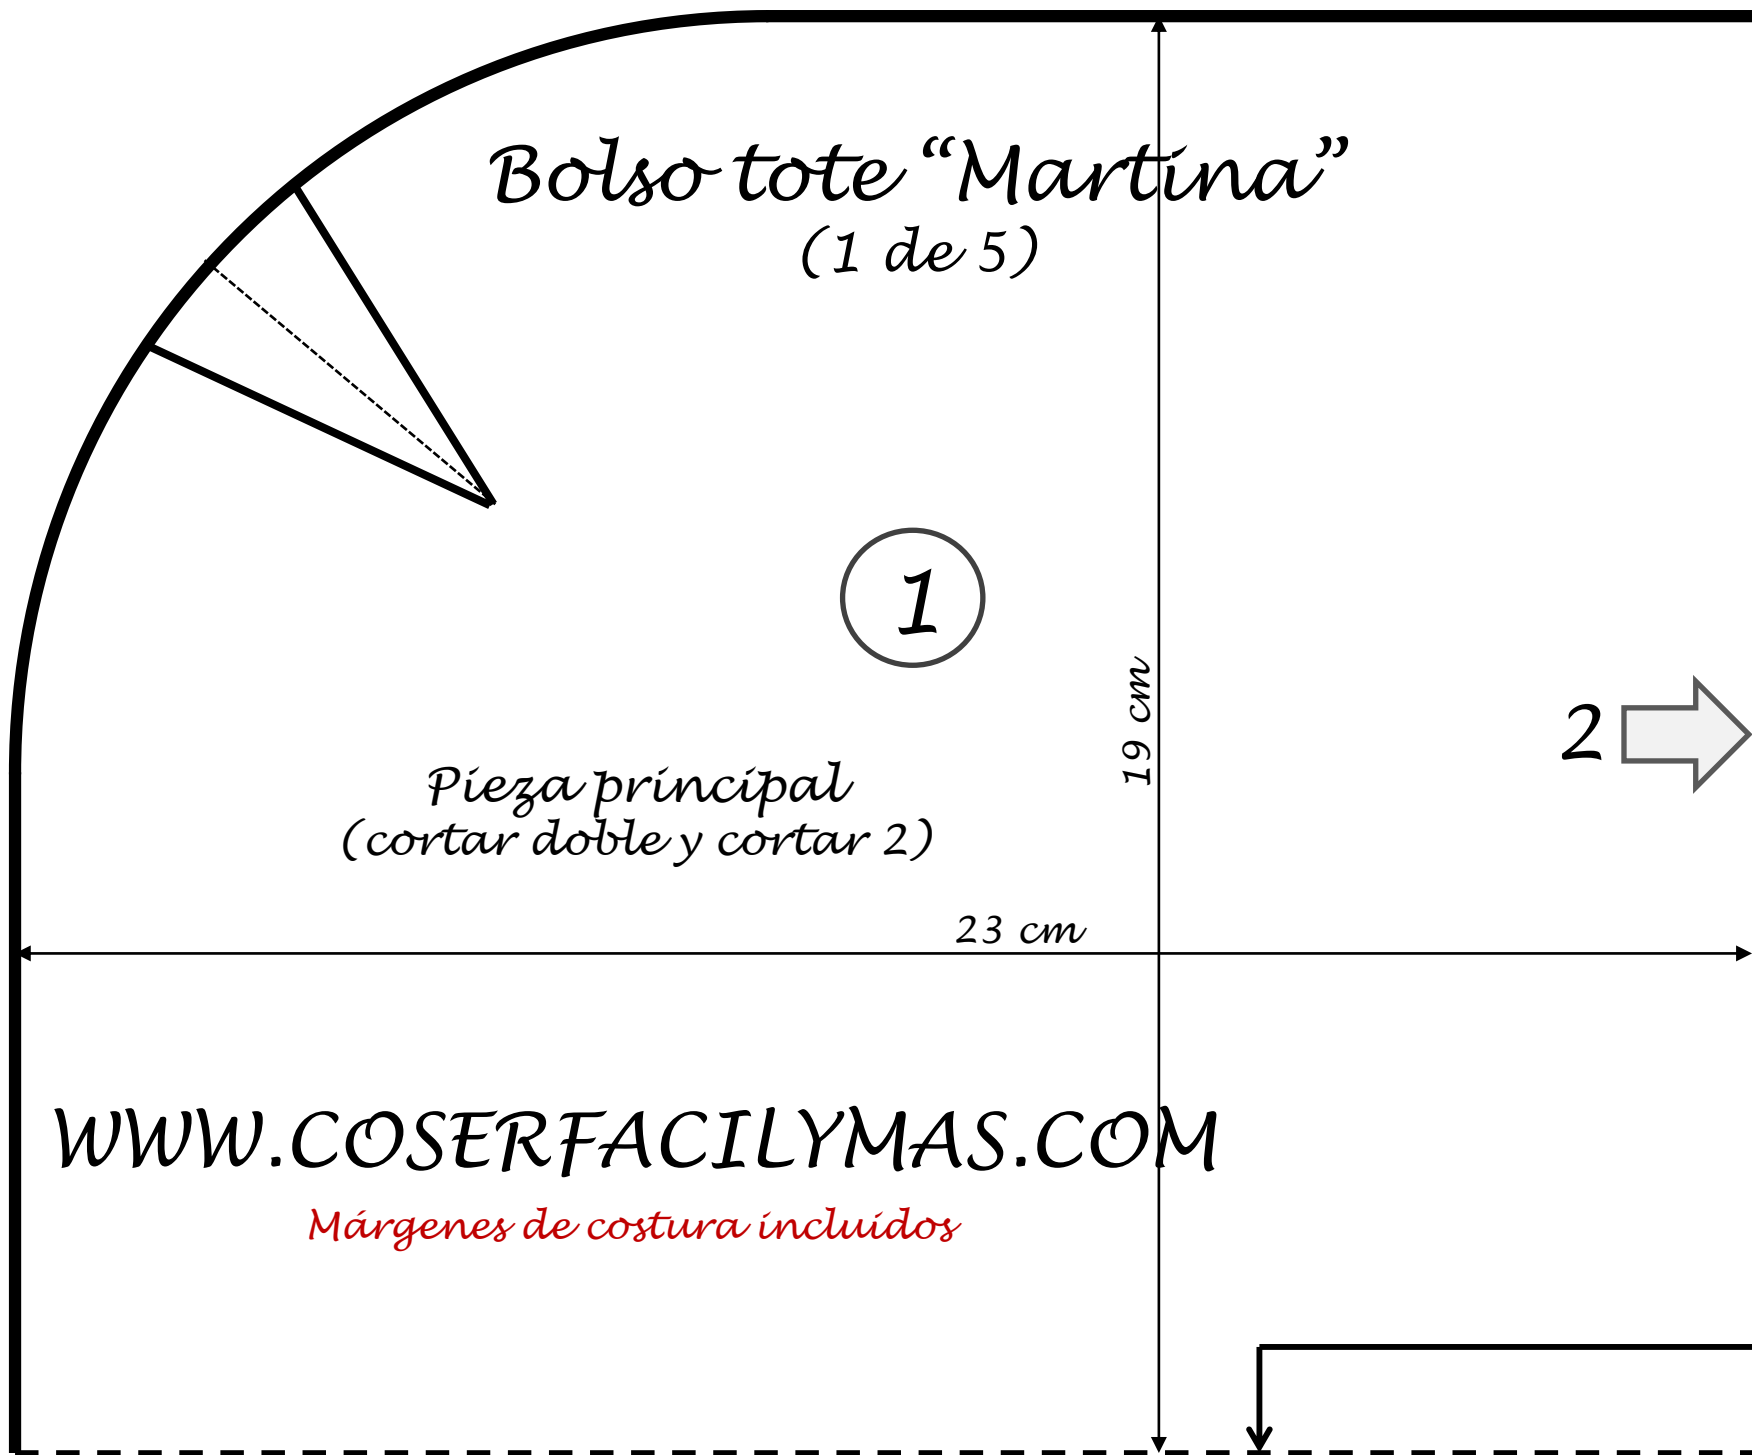 Bolso tote “Martina”
(1 de 5)
1
19 cm
2
Pieza principal
(cortar doble y cortar 2)
23 cm
WWW.COSERFACILYMAS.COM
Márgenes de costura incluidos